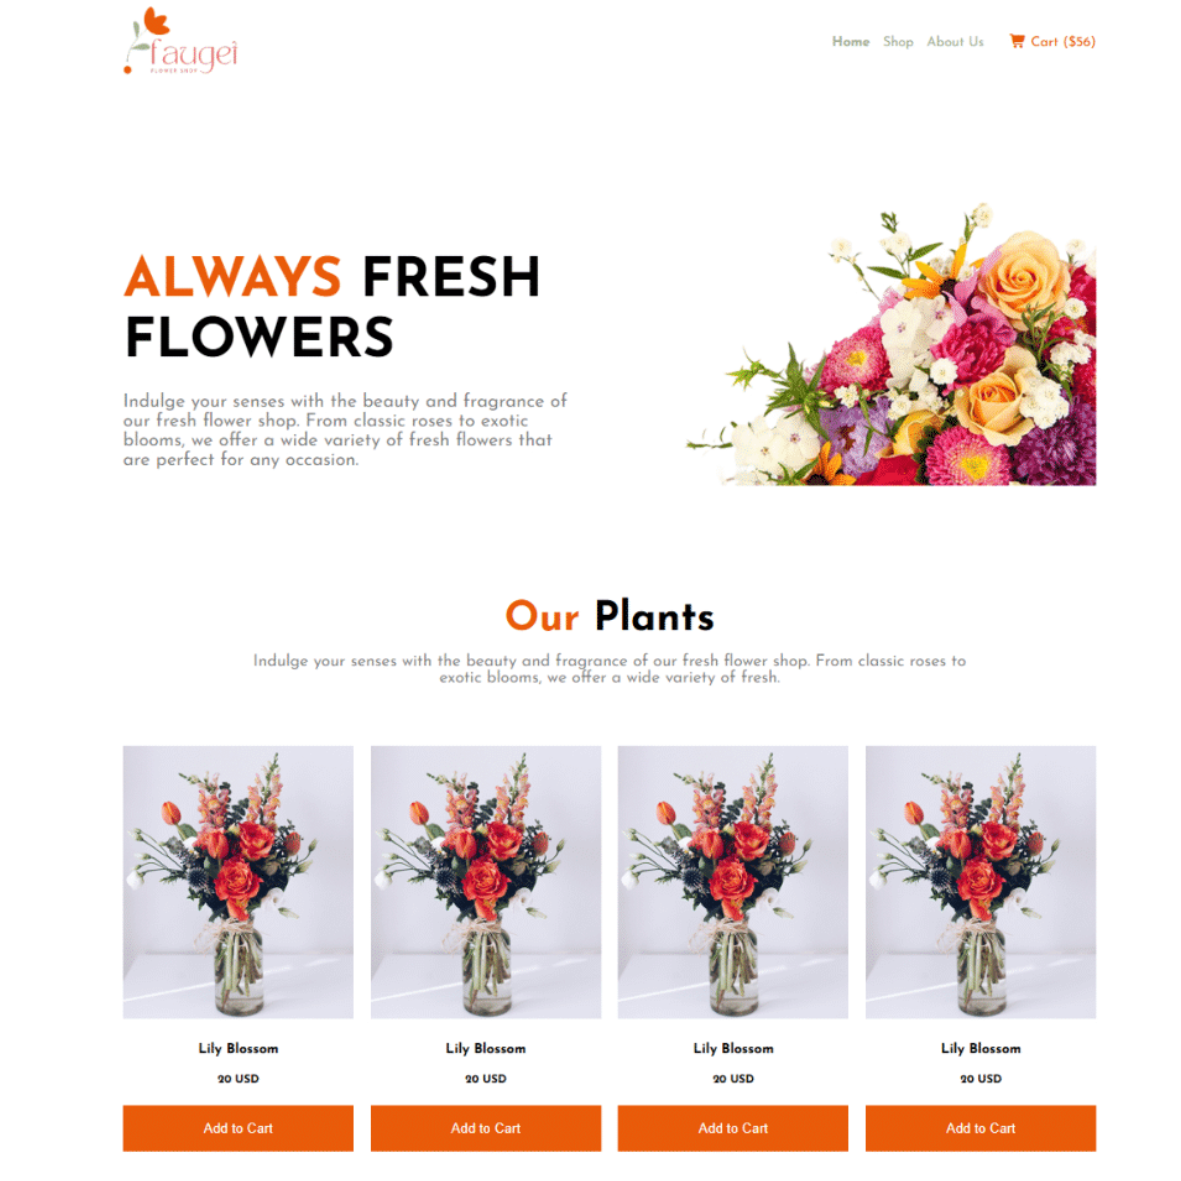 faugeî
FLOWER SHOP
Home Shop About Us Cart ($56)
ALWAYS FRESH
FLOWERS
Indulge your senses with the beauty and fragrance of
our fresh flower shop. From classic roses to exotic
blooms, we offer a wide variety of fresh flowers that
are perfect for any occasion.
Our Plants
Indulge your senses with the beauty and fragrance of our fresh flower shop. From classic roses to
exotic blooms, we offer a wide variety of fresh.
Lily Blossom Lily Blossom Lily Blossom Lily Blossom
20 USD 20 USD 20 USD 20 USD
Add to Cart Add to Cart Add to Cart Add to Cart